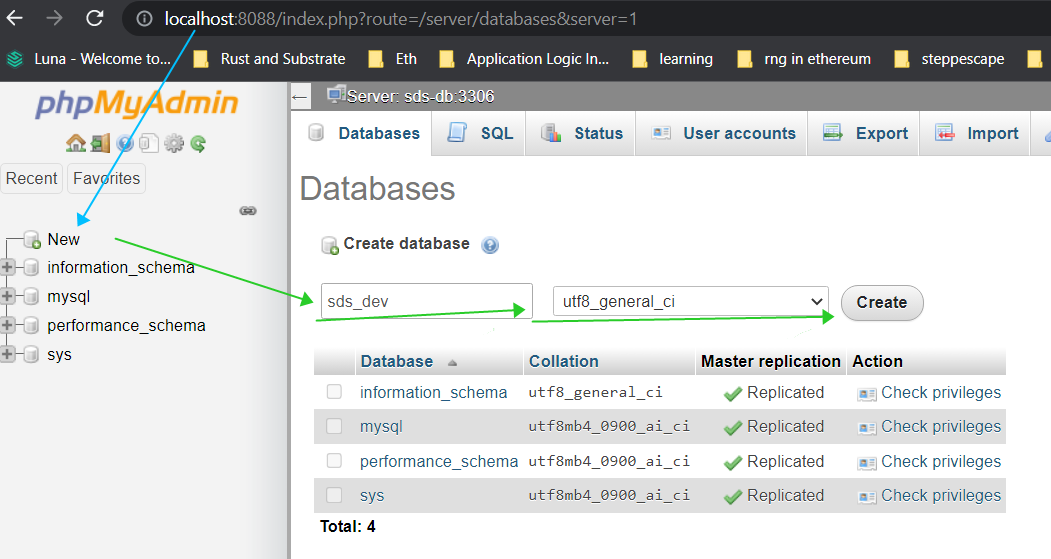 localhost:8088/index.php?route=/server/databases&server=1
Luna - Welcome to... Rust and Substrate Eth Application Logic In... learning rng in ethereum steppescape
phpMyAdmin
Server: sds-db:3306
Databases SQL Status User accounts Export Import
Recent Favorites
Databases
New
Create database
information_schema
mysql
performance_schema
sys
sds_dev utf8_general_ci Create
Database Collation Master replication Action
information_schema utf8_general_ci Replicated Check privileges
mysql utf8mb4_0900_ai_ci Replicated Check privileges
performance_schema utf8mb4_0900_ai_ci Replicated Check privileges
sys utf8mb4_0900_ai_ci Replicated Check privileges
Total: 4